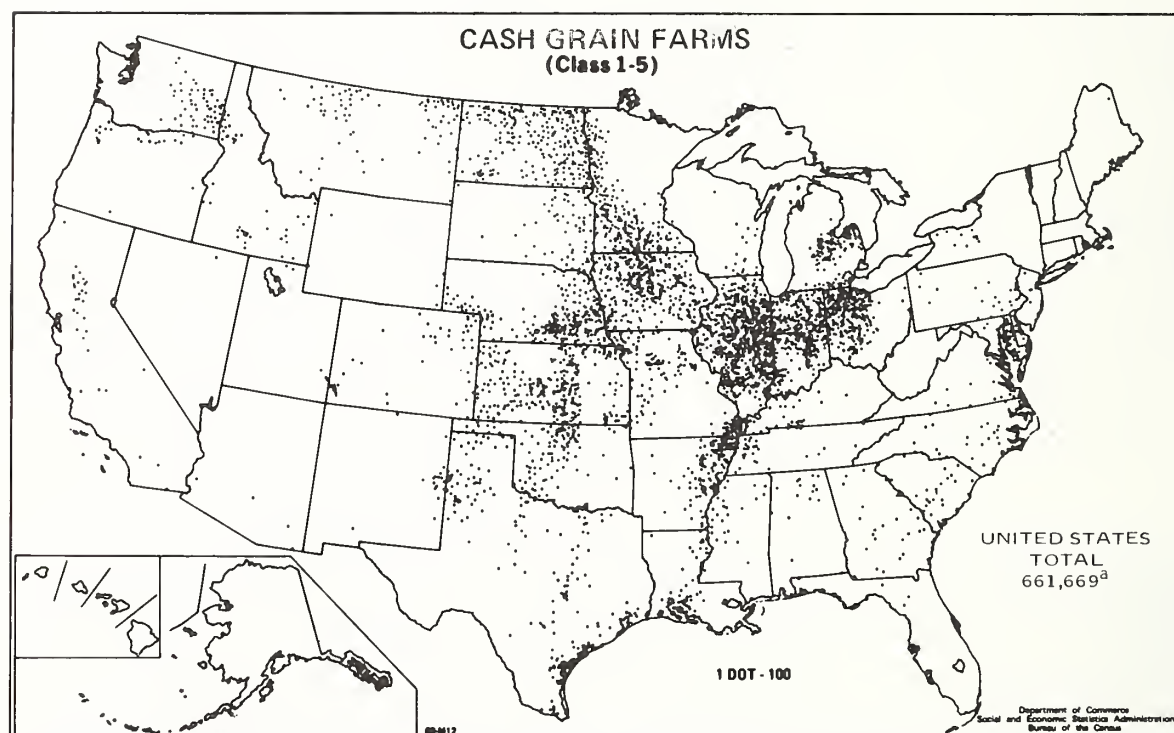 CASH GRAIN FARMS
(Class 1-5)
UNITED STATES
TOTAL
661,669ᵃ
1 DOT - 100
Department of Commerce
Social and Economic Statistics Administration
Bureau of the Census